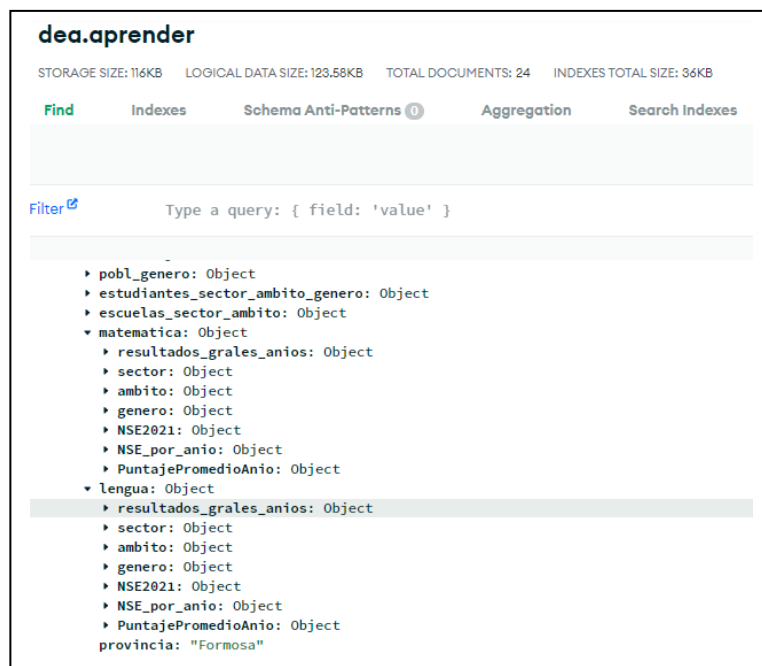 dea.aprender
STORAGE SIZE: 116KB LOGICAL DATA SIZE: 123.58KB TOTAL DOCUMENTS: 24 INDEXES TOTAL SIZE: 36KB
Find Indexes Schema Anti-Patterns 0 Aggregation Search Indexes
Filter Type a query: { field: 'value' }
pobl_genero: Object
estudiantes_sector_ambito_genero: Object
escuelas_sector_ambito: Object
matematica: Object
resultados_grales_anios: Object
sector: Object
ambito: Object
genero: Object
NSE2021: Object
NSE_por_anio: Object
PuntajePromedioAnio: Object
lengua: Object
resultados_grales_anios: Object
sector: Object
ambito: Object
genero: Object
NSE2021: Object
NSE_por_anio: Object
PuntajePromedioAnio: Object
provincia: "Formosa"